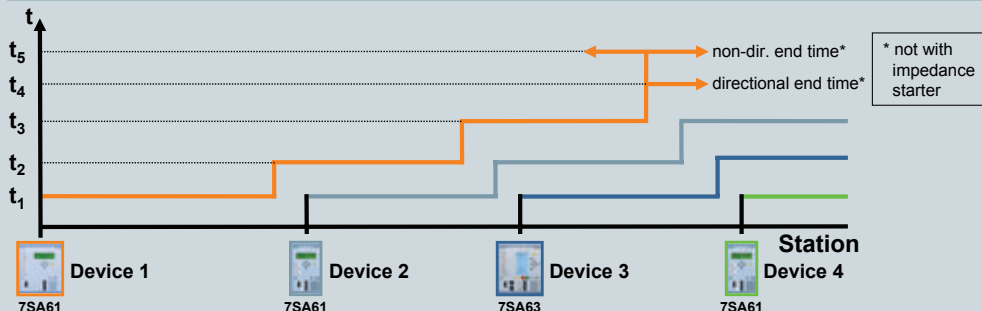 t
t5
non-dir. end time*
* not with
impedance
starter
t4
directional end time*
t3
t2
t1
Station
Device 1
Device 2
Device 3
Device 4
7SA61
7SA61
7SA63
7SA61